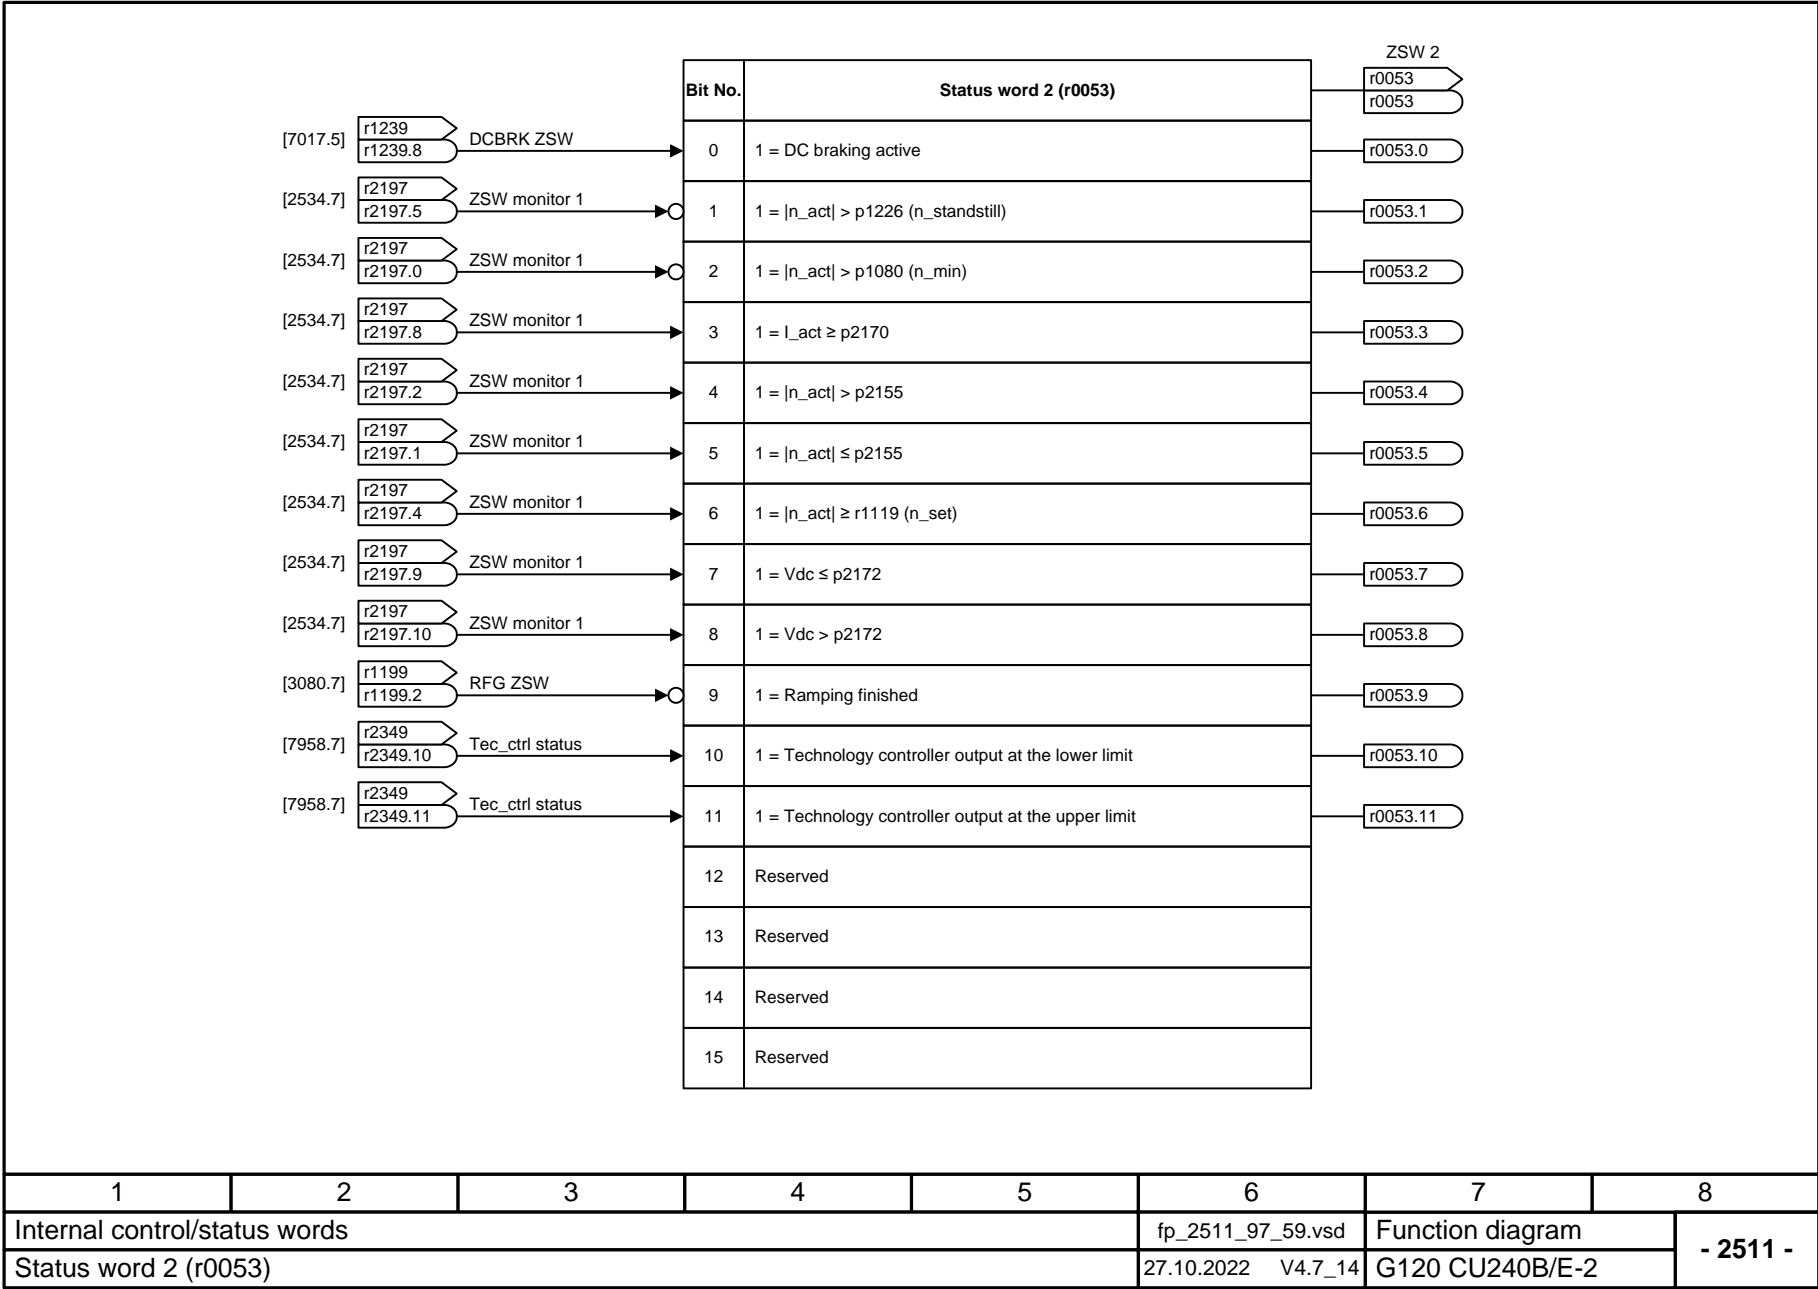 ZSW 2
Bit No. Status word 2 (r0053) r0053
r0053
[7017.5] r1239
r1239.8 DCBRK ZSW 0 1 = DC braking active r0053.0
[2534.7] r2197
r2197.5 ZSW monitor 1 1 1 = |n_act| > p1226 (n_standstill) r0053.1
[2534.7] r2197
r2197.0 ZSW monitor 1 2 1 = |n_act| > p1080 (n_min) r0053.2
[2534.7] r2197
r2197.8 ZSW monitor 1 3 1 = I_act ≥ p2170 r0053.3
[2534.7] r2197
r2197.2 ZSW monitor 1 4 1 = |n_act| > p2155 r0053.4
[2534.7] r2197
r2197.1 ZSW monitor 1 5 1 = |n_act| ≤ p2155 r0053.5
[2534.7] r2197
r2197.4 ZSW monitor 1 6 1 = |n_act| ≥ r1119 (n_set) r0053.6
[2534.7] r2197
r2197.9 ZSW monitor 1 7 1 = Vdc ≤ p2172 r0053.7
[2534.7] r2197
r2197.10 ZSW monitor 1 8 1 = Vdc > p2172 r0053.8
[3080.7] r1199
r1199.2 RFG ZSW 9 1 = Ramping finished r0053.9
[7958.7] r2349
r2349.10 Tec_ctrl status 10 1 = Technology controller output at the lower limit r0053.10
[7958.7] r2349
r2349.11 Tec_ctrl status 11 1 = Technology controller output at the upper limit r0053.11
12 Reserved
13 Reserved
14 Reserved
15 Reserved
1 2 3 4 5 6 7 8
Internal control/status words fp_2511_97_59.vsd Function diagram - 2511 -
Status word 2 (r0053) 27.10.2022 V4.7_14 G120 CU240B/E-2